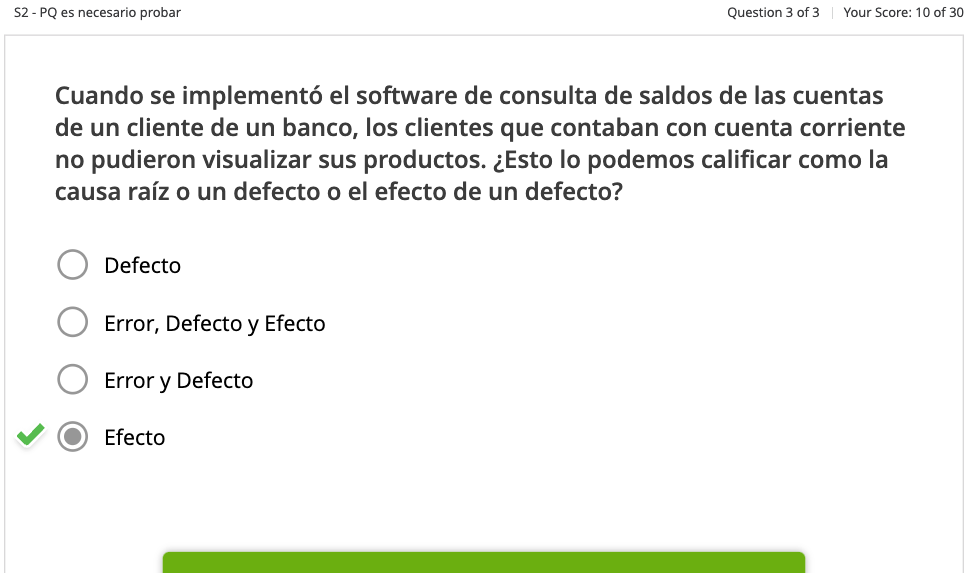 S2 - PQ es necesario probar
Question 3 of 3 | Your Score: 10 of 30
Cuando se implementó el software de consulta de saldos de las cuentas
de un cliente de un banco, los clientes que contaban con cuenta corriente
no pudieron visualizar sus productos. ¿Esto lo podemos calificar como la
causa raíz o un defecto o el efecto de un defecto?
Defecto
Error, Defecto y Efecto
Error y Defecto
Efecto